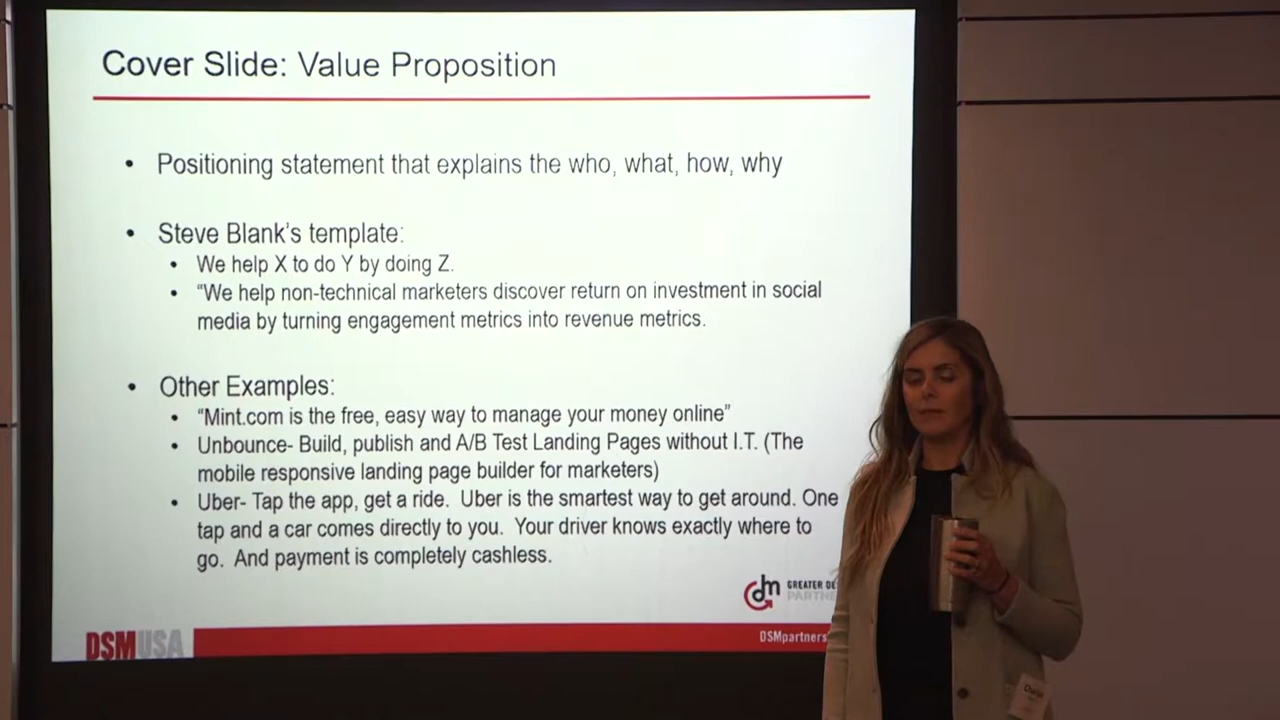 Cover Slide: Value Proposition
• Positioning statement that explains the who, what, how, why
• Steve Blank's template:
• We help X to do Y by doing Z.
• “We help non-technical marketers discover return on investment in social
media by turning engagement metrics into revenue metrics.
• Other Examples:
• “Mint.com is the free, easy way to manage your money online”
• Unbounce- Build, publish and A/B Test Landing Pages without I.T. (The
mobile responsive landing page builder for marketers)
• Uber- Tap the app, get a ride. Uber is the smartest way to get around. One
tap and a car comes directly to you. Your driver knows exactly where to
go. And payment is completely cashless.
dm
GREATER DE
PARTNE
DSMUSA
DSMpartners